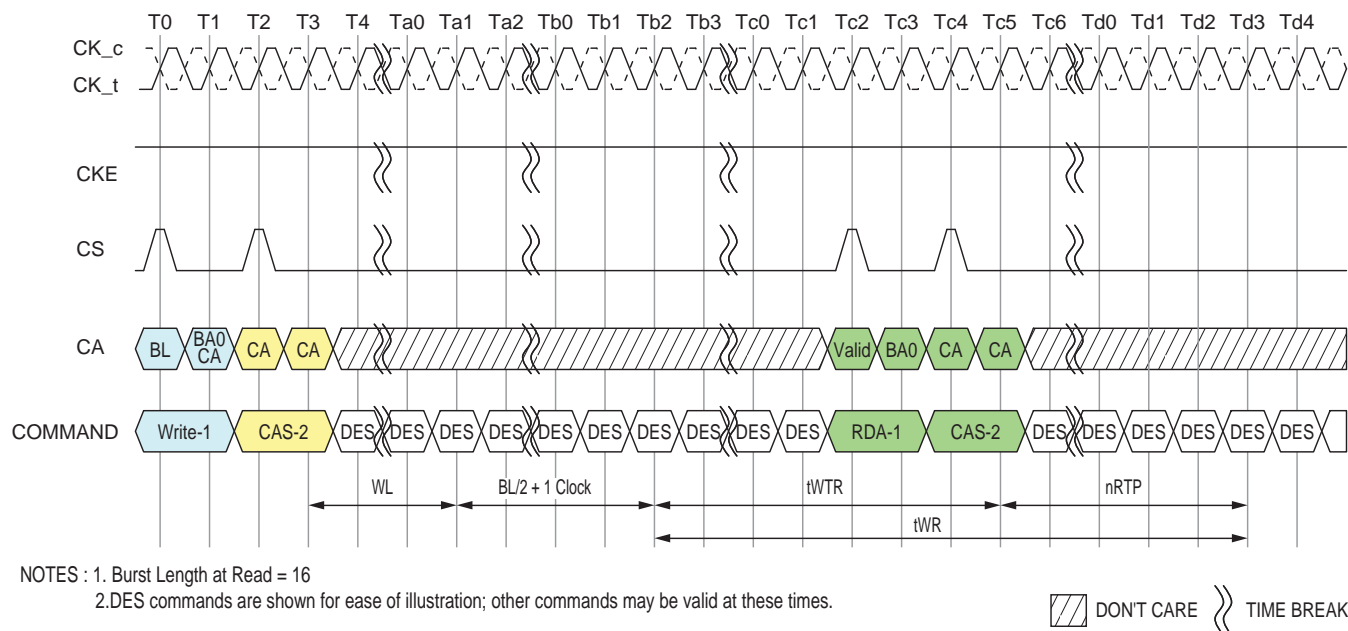 T0 T1 T2 T3 T4 Ta0 Ta1 Ta2 Tb0 Tb1 Tb2 Tb3 Tc0 Tc1 Tc2 Tc3 Tc4 Tc5 Tc6 Td0 Td1 Td2 Td3 Td4
CK_c
CK_t
CKE
CS
CA BL BA0 CA CA CA Valid BA0 CA CA
COMMAND Write-1 CAS-2 DES DES DES DES DES DES DES DES DES DES RDA-1 CAS-2 DES DES DES DES DES DES
WL BL/2 + 1 Clock tWTR nRTP
tWR
NOTES : 1. Burst Length at Read = 16
2.DES commands are shown for ease of illustration; other commands may be valid at these times.
DON'T CARE TIME BREAK